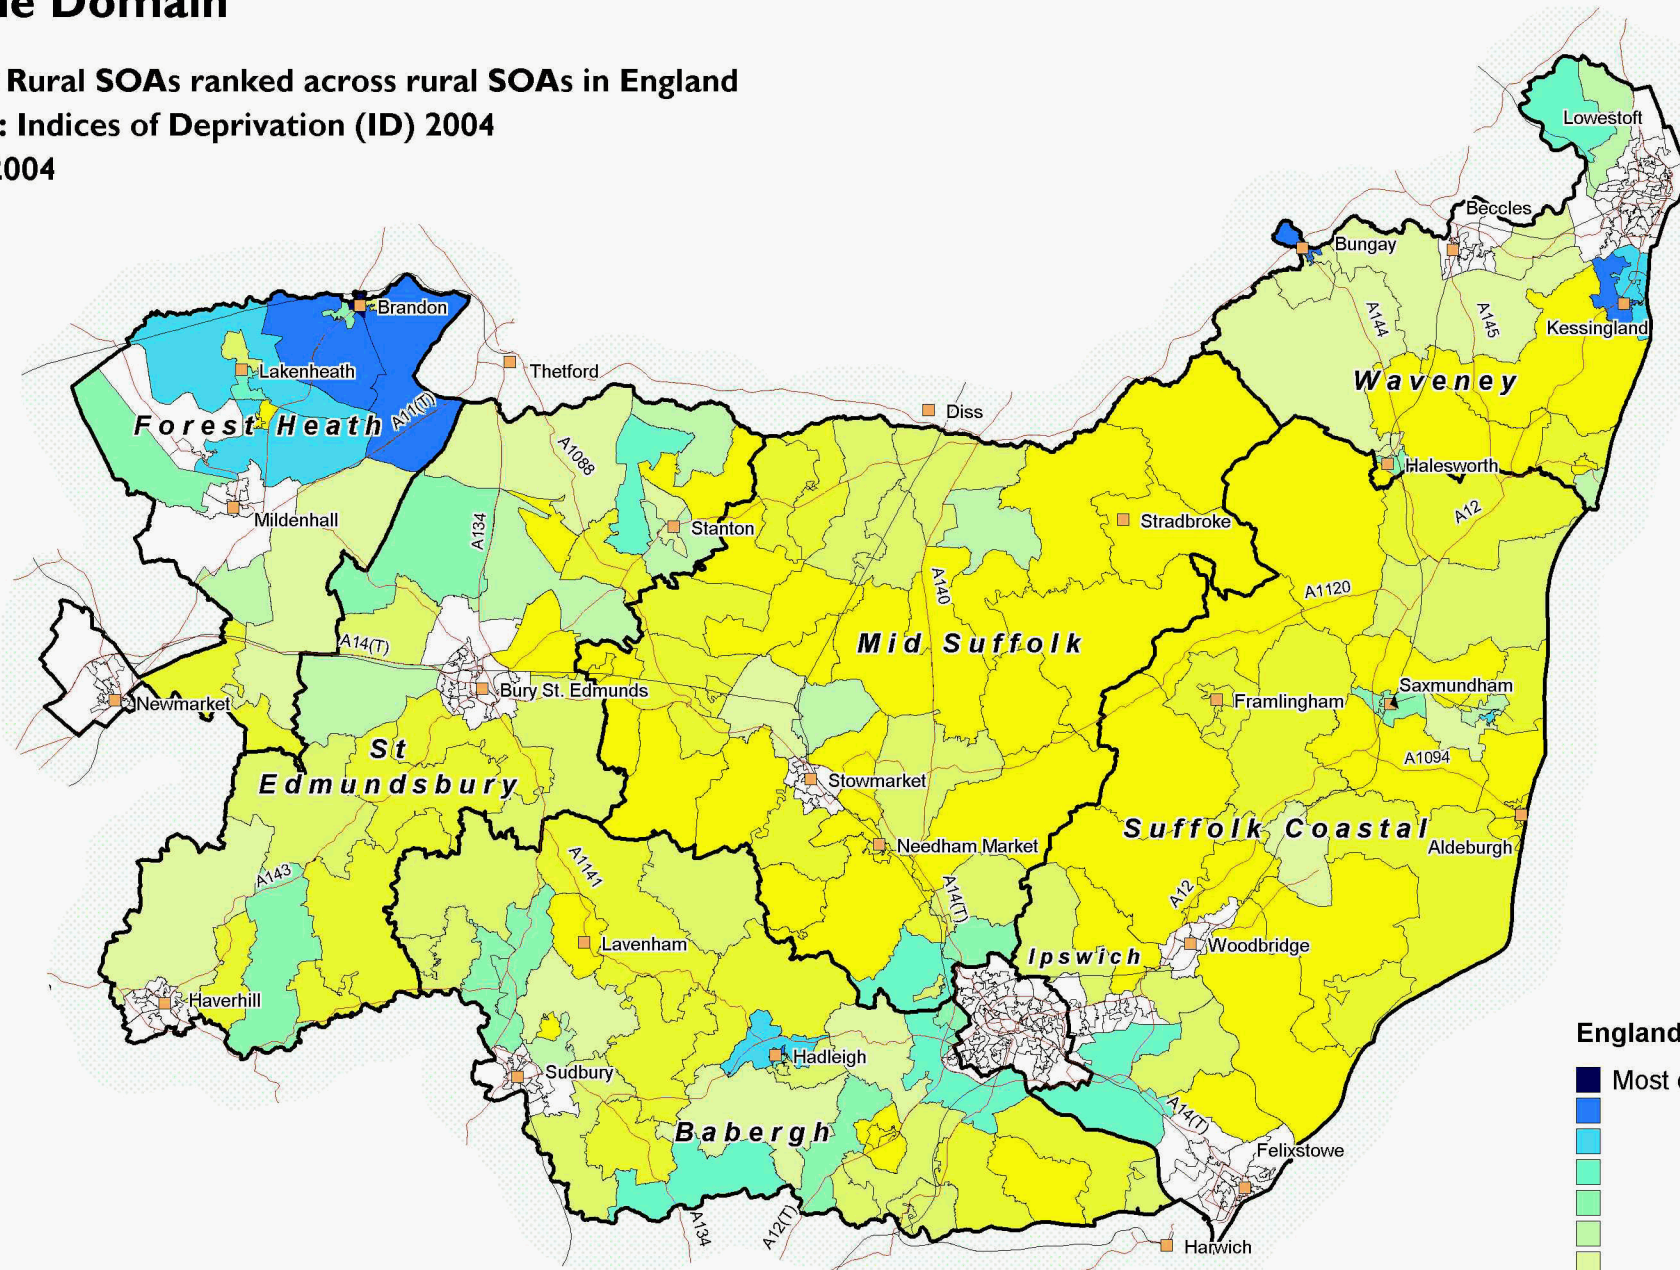 Domain
Rural SOAs ranked across rural SOAs in England
: Indices of Deprivation (ID) 2004
2004
Lowestoft
Beccles
Bungay
A144
A145
Kessingland
Waveney
Brandon
Lakenheath
Thetford
Forest Heath
A11(T)
Diss
A1088
Halesworth
Mildenhall
A134
Stanton
Stradbroke
A12
A140
A1120
A14(T)
Mid Suffolk
Newmarket
Bury St. Edmunds
Framlingham
Saxmundham
St
Edmundsbury
A1094
Stowmarket
Suffolk Coastal
Aldeburgh
Needham Market
A143
A1141
A14(T)
A12
Lavenham
Ipswich
Woodbridge
Haverhill
England
Hadleigh
Sudbury
Most
A14(T)
Babergh
Felixstowe
A134
A12(T)
Harwich